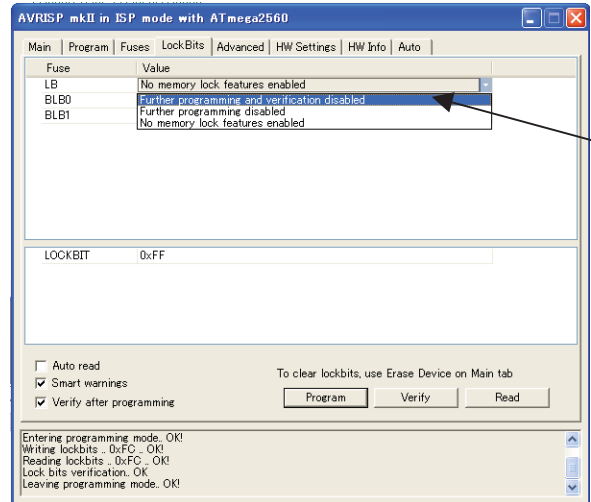 AVRISP mkII in ISP mode with ATmega2560
Main Program Fuses LockBits Advanced HW Settings HW Info Auto
Fuse Value
LB No memory lock features enabled
BLB0 Further programming and verification disabled
BLB1 Further programming disabled
No memory lock features enabled
LOCKBIT 0xFF
Auto read
To clear lockbits, use Erase Device on Main tab
Smart warnings
Verify after programming
Program Verify Read
Entering programming mode.. OK!
Writing lockbits .. 0xFC .. OK!
Reading lockbits .. 0xFC .. OK!
Lock bits verification.. OK
Leaving programming mode.. OK!